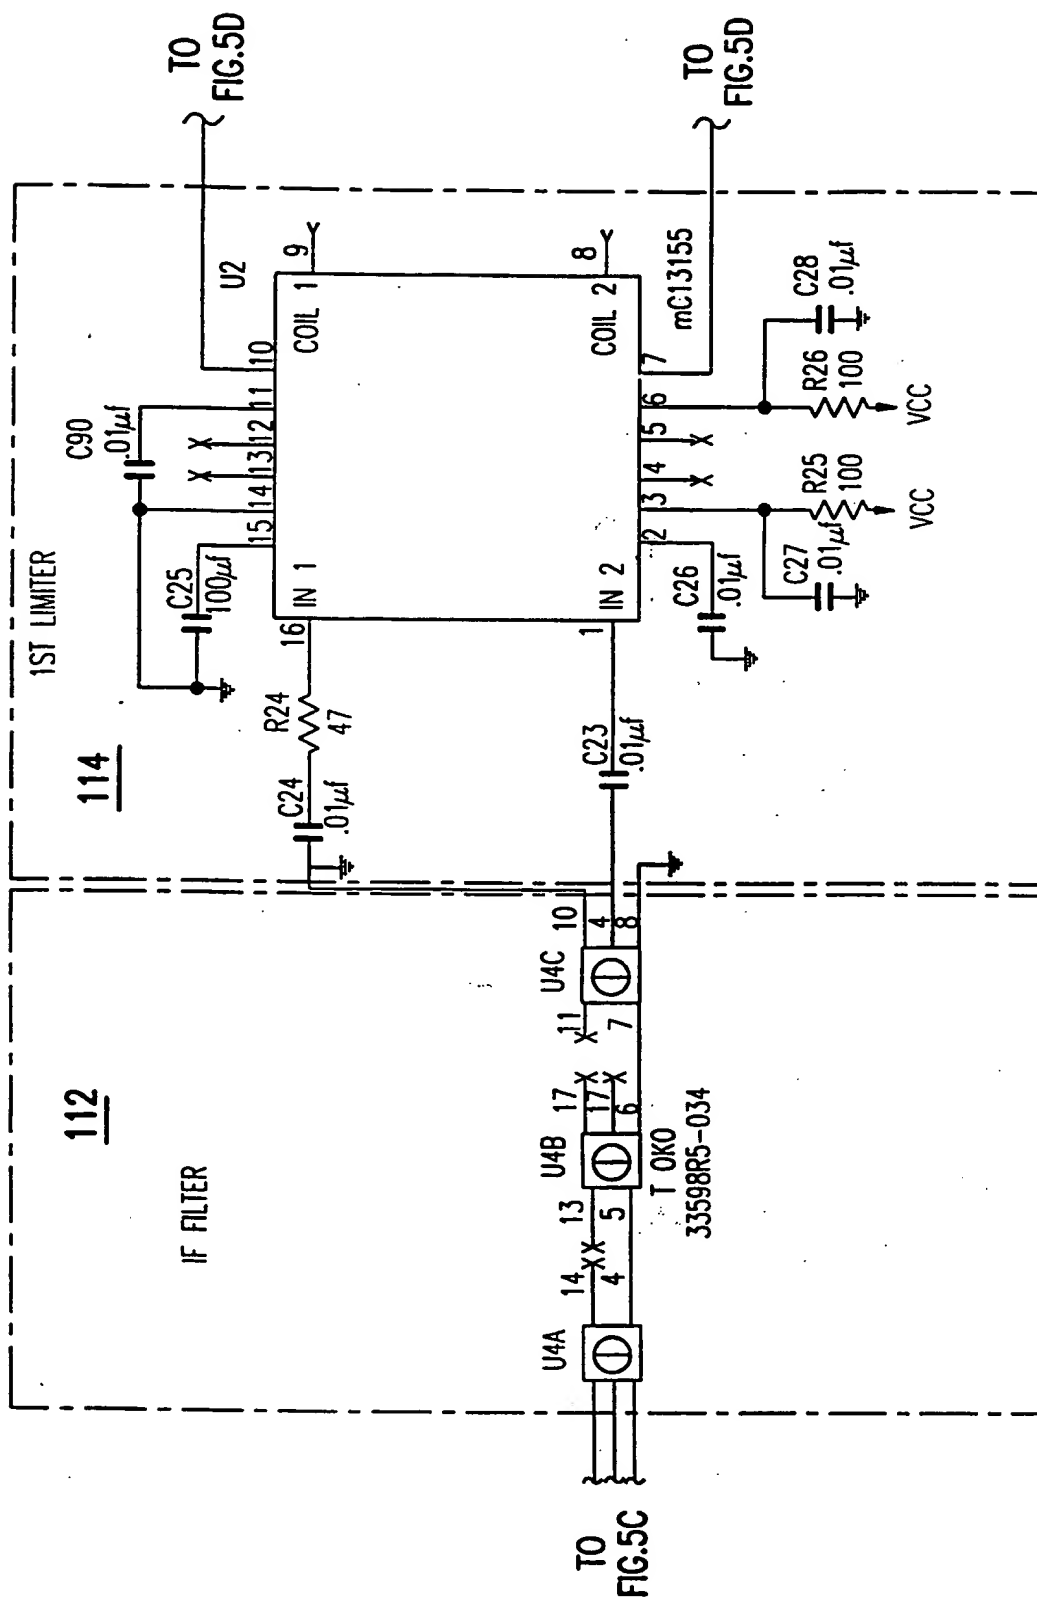 TO
FIG.5D
TO
FIG.5D
1ST LIMITER
114
C90
.01µf
C25
100µf
15
14
13
12
11
10
U2
16
IN 1
COIL 1
9
R24
47
C24
.01µf
IN 2
COIL 2
8
1
2
3
4
5
6
7
mC13155
C23
.01µf
C26
.01µf
C27
.01µf
R25
100
VCC
R26
100
VCC
C28
.01µf
112
IF FILTER
U4A
14
4
13
5
U4B
17
17
6
11
7
U4C
10
4
8
T OKO
33598R5-034
TO
FIG.5C